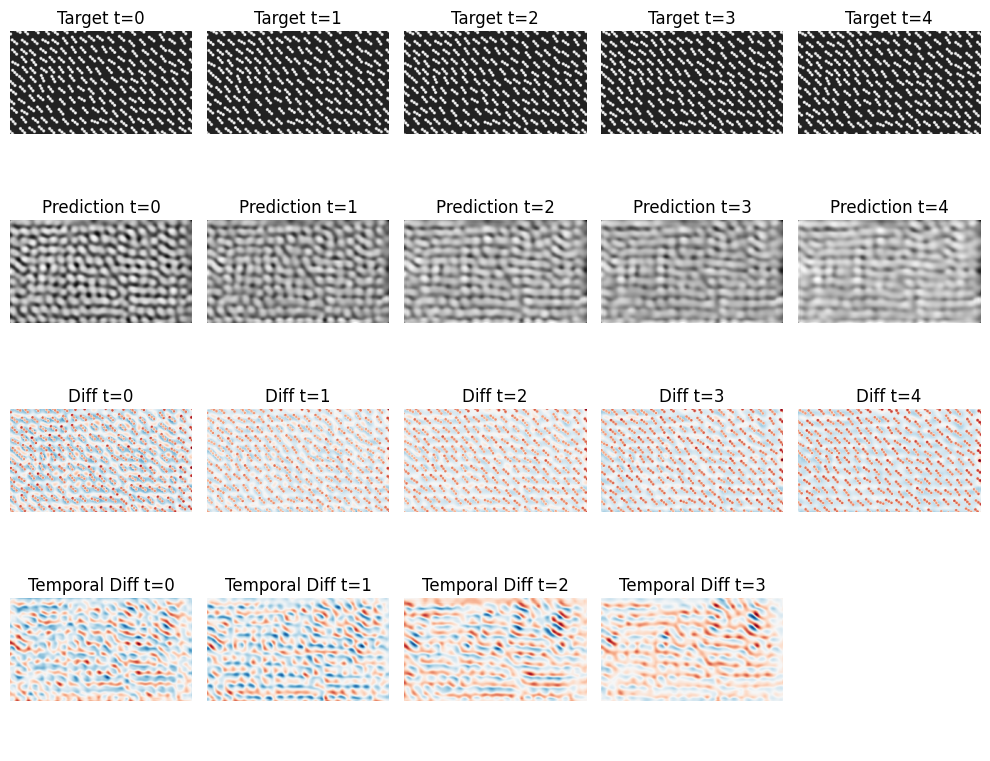 Target t=0 Target t=1 Target t=2 Target t=3 Target t=4
Prediction t=0 Prediction t=1 Prediction t=2 Prediction t=3 Prediction t=4
Diff t=0 Diff t=1 Diff t=2 Diff t=3 Diff t=4
Temporal Diff t=0 Temporal Diff t=1 Temporal Diff t=2 Temporal Diff t=3